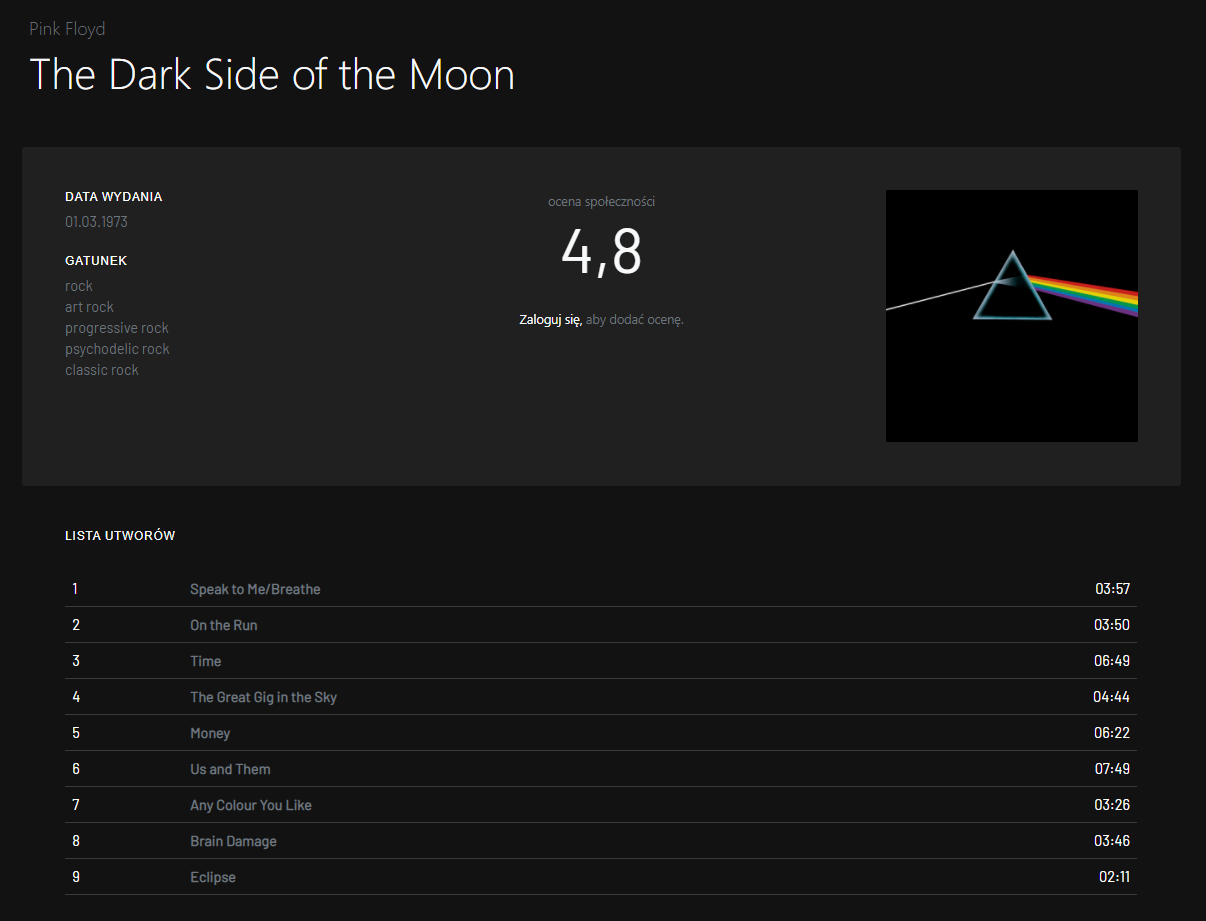 Pink Floyd
The Dark Side of the Moon
DATA WYDANIA
01.03.1973
GATUNEK
rock
art rock
progressive rock
psychodelic rock
classic rock
ocena społeczności
4,8
Zaloguj się, aby dodać ocenę.
LISTA UTWORÓW
1 Speak to Me/Breathe 03:57
2 On the Run 03:50
3 Time 06:49
4 The Great Gig in the Sky 04:44
5 Money 06:22
6 Us and Them 07:49
7 Any Colour You Like 03:26
8 Brain Damage 03:46
9 Eclipse 02:11